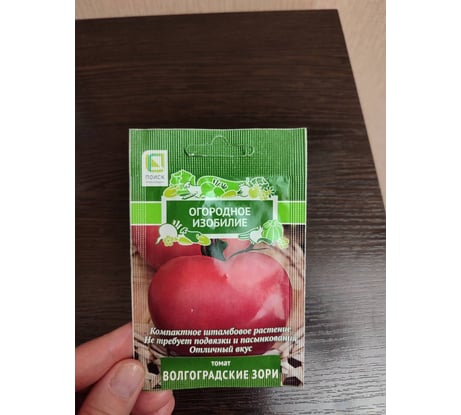 ПОИСК
ОГОРОДНОЕ
ИЗОБИЛИЕ
Компактное штамбовое растение
Не требует подвязки и пасынкования
Отличный вкус
томат
ВОЛГОГРАДСКИЕ ЗОРИ